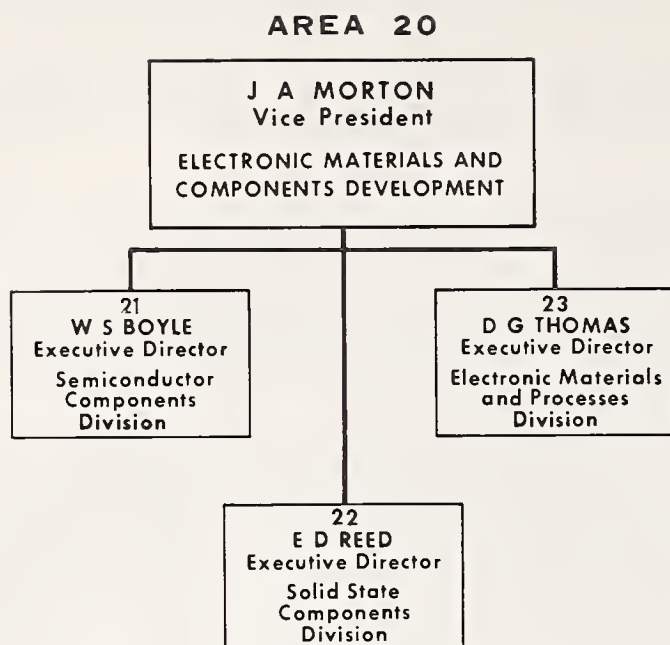 AREA 20
J A MORTON
Vice President
ELECTRONIC MATERIALS AND
COMPONENTS DEVELOPMENT
21
W S BOYLE
Executive Director
Semiconductor
Components
Division
23
D G THOMAS
Executive Director
Electronic Materials
and Processes
Division
22
E D REED
Executive Director
Solid State
Components
Division